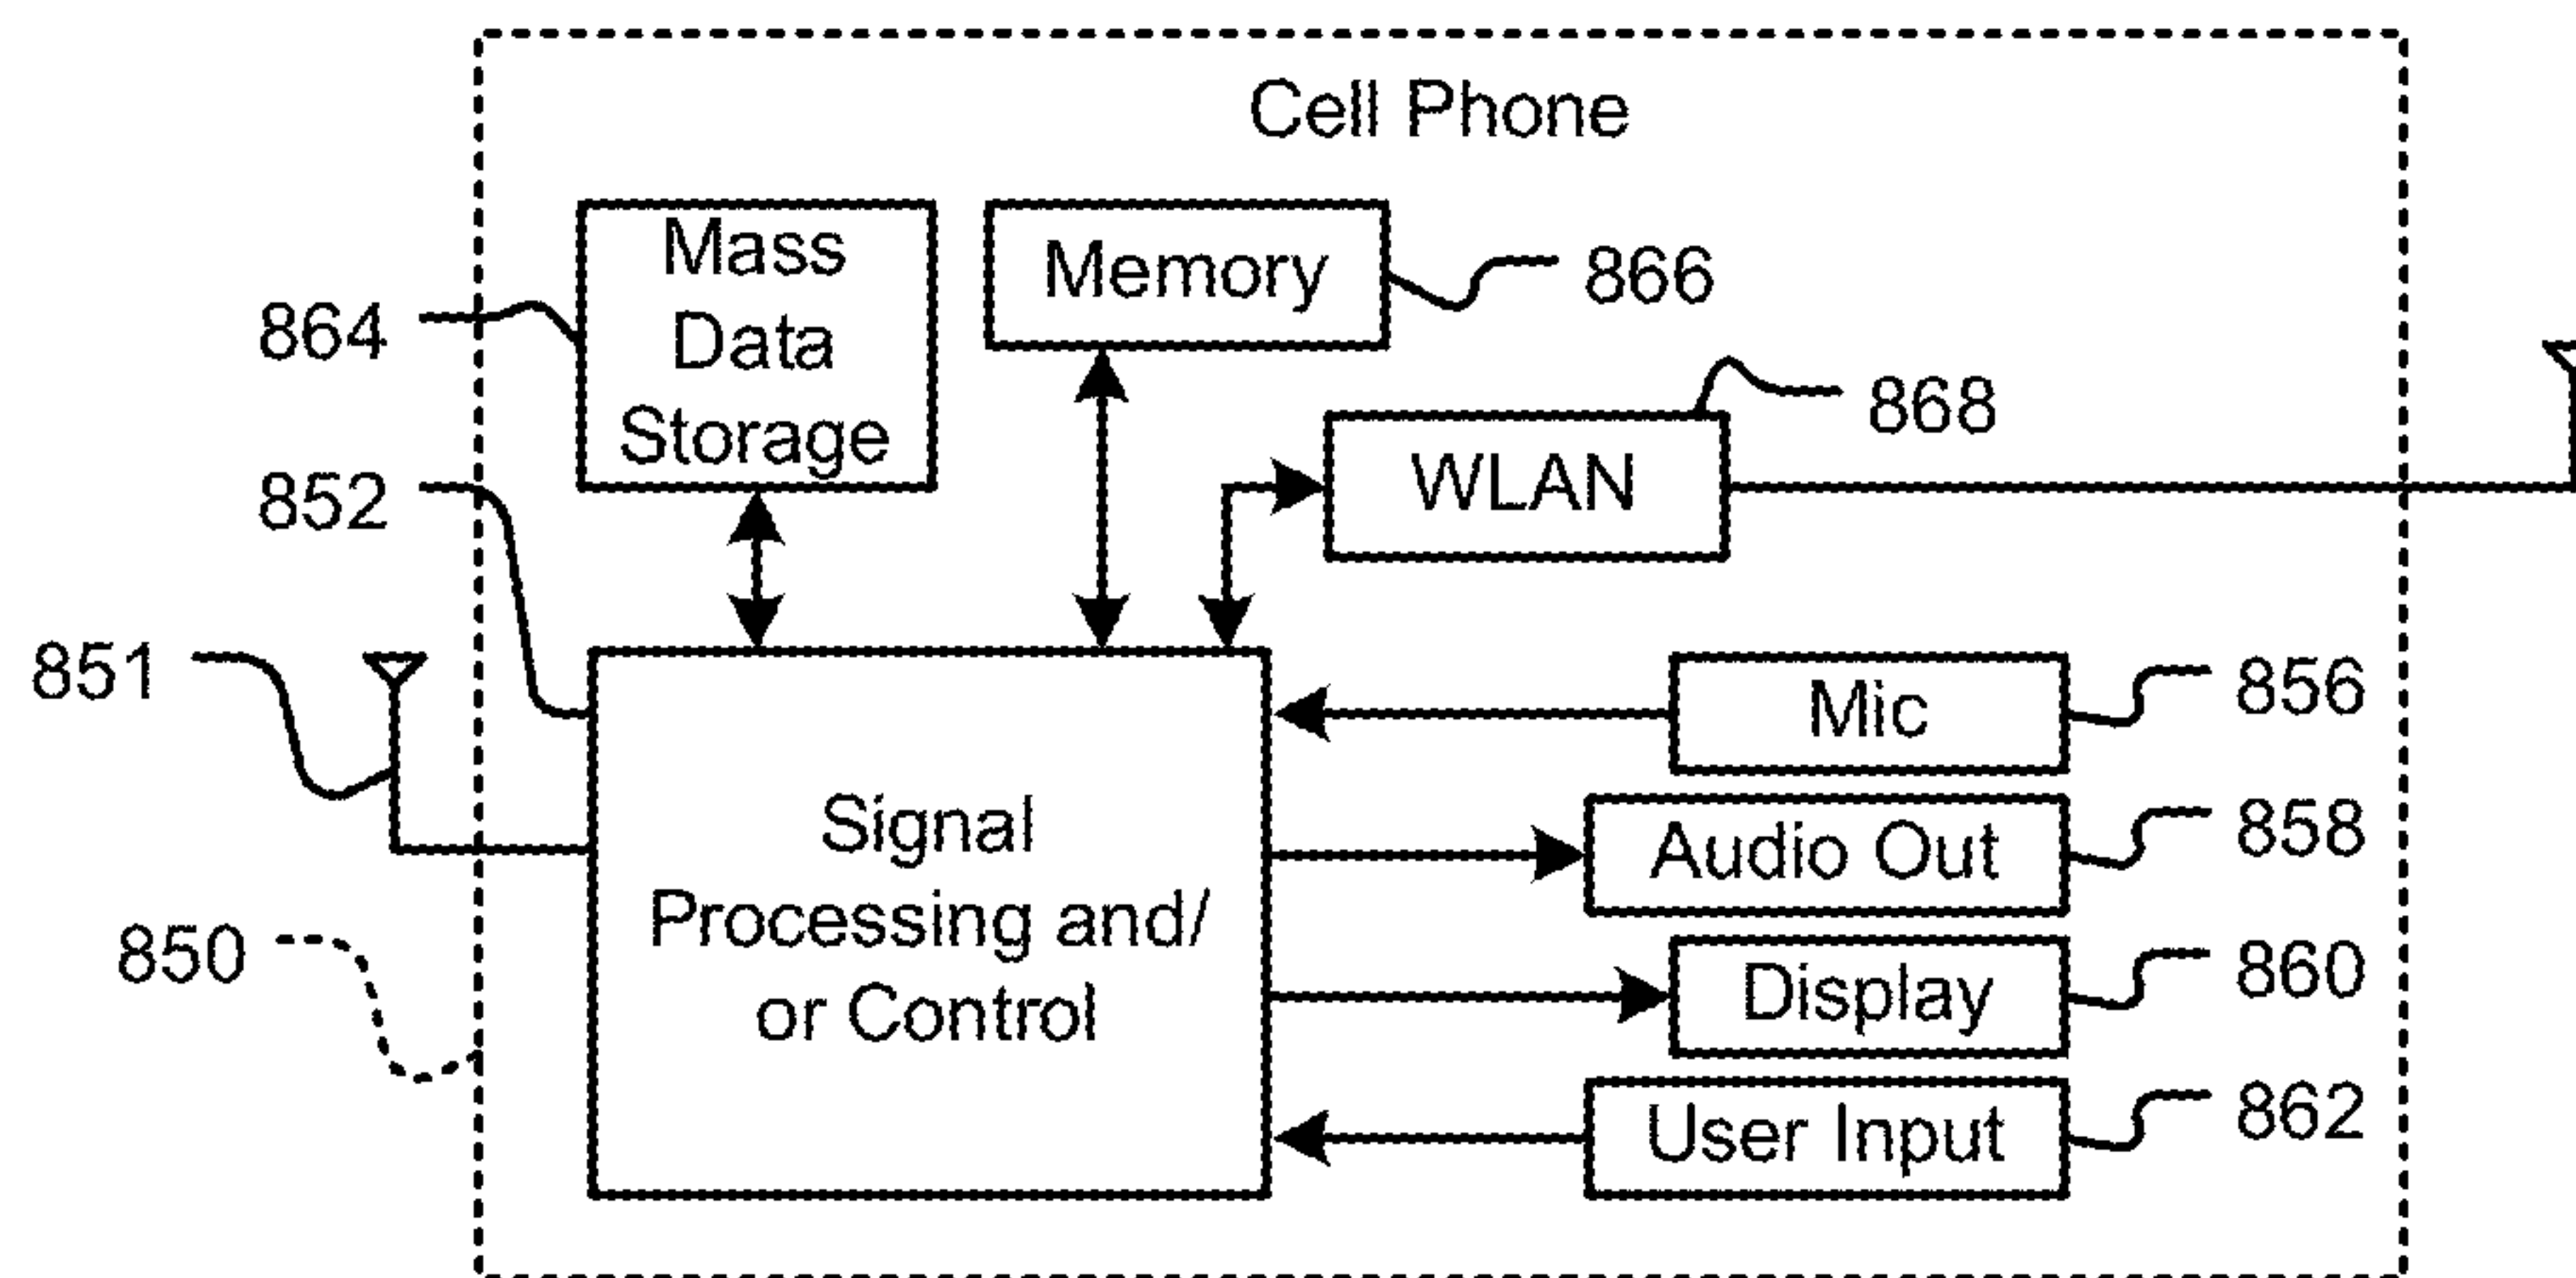 Cell Phone
Mass
Data
Storage
Memory
866
864
868
WLAN
852
851
Mic
856
Signal
Processing and/
or Control
Audio Out
858
850
Display
860
User Input
862